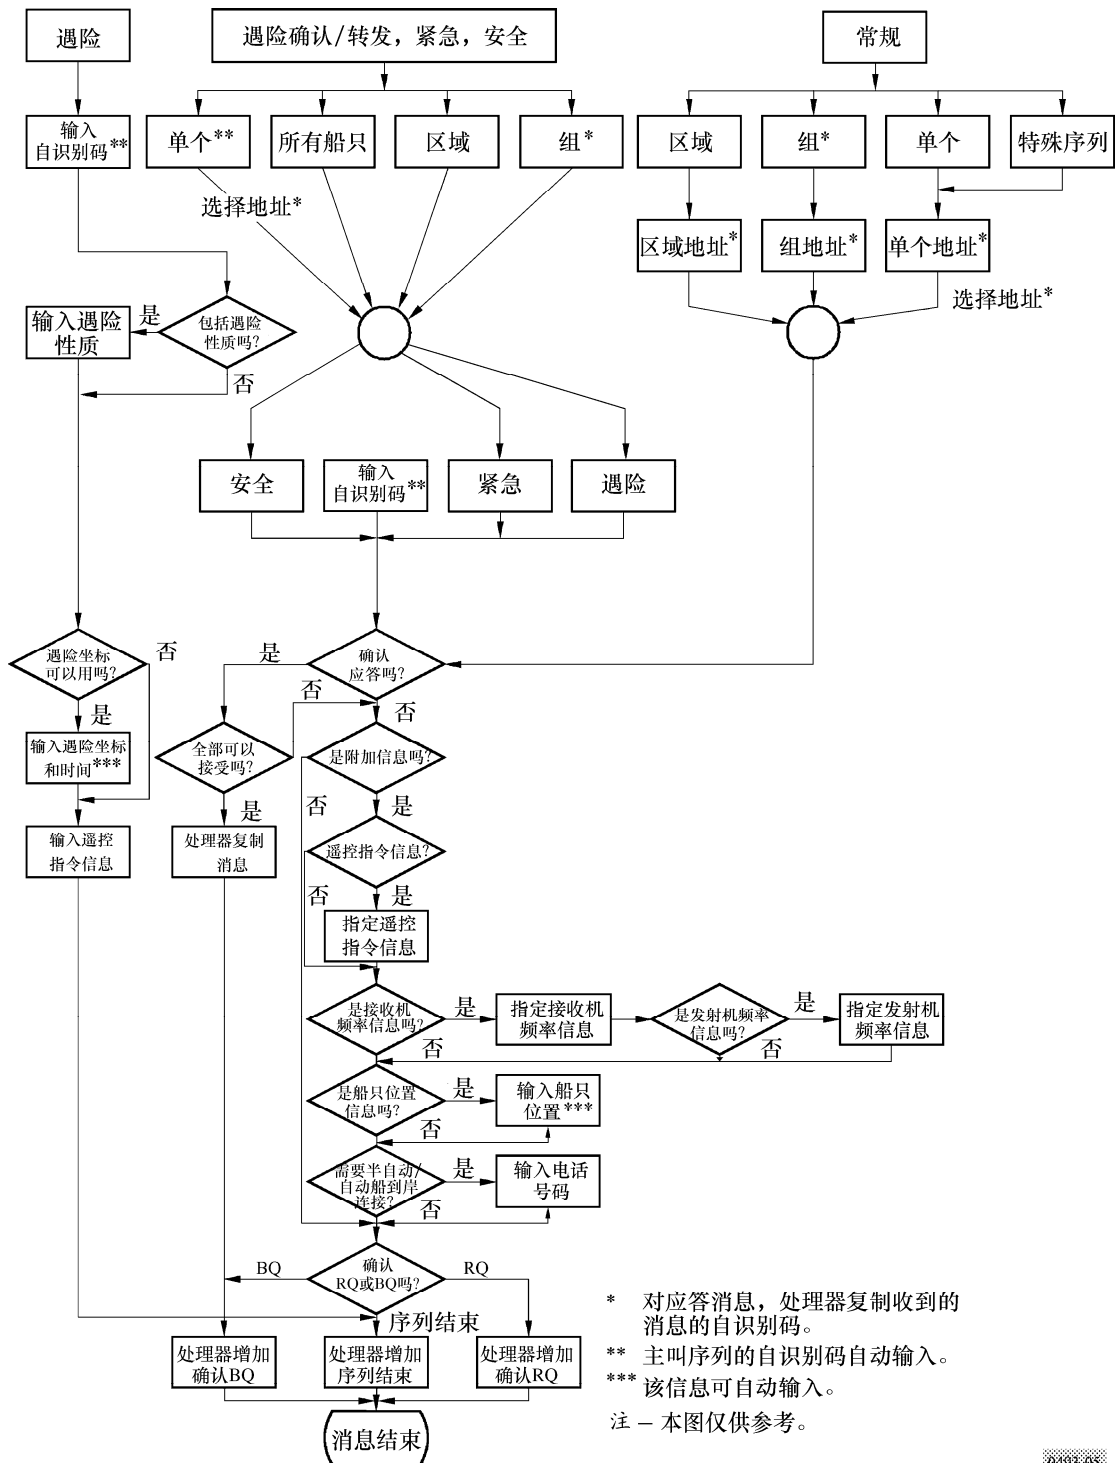 遇险
遇险确认/转发，紧急，安全
常规
输入
自识别码**
单个**
所有船只
区域
组*
区域
组*
单个
特殊序列
选择地址*
区域地址*
组地址*
单个地址*
选择地址*
输入遇险
性质
是
包括遇险
性质吗?
否
安全
输入
自识别码**
紧急
遇险
遇险坐标
可以用吗?
否
是
确认
应答吗?
是
否
否
输入遇险坐标
和时间***
全部可以
接受吗?
是附加信息吗?
是
否
是
输入遥控
指令信息
处理器复制
消息
遥控指令信息?
否
是
指定遥控
指令信息
是接收机
频率信息吗?
是
指定接收机
频率信息
是发射机频率
信息吗?
是
指定发射机
频率信息
否
否
是船只位置
信息吗?
是
输入船只
位置***
否
需要半自动/
自动船到岸
连接?
是
输入电话
号码
否
BQ
确认
RQ或BQ吗?
RQ
序列结束
处理器增加
确认BQ
处理器增加
序列结束
处理器增加
确认RQ
消息结束
* 对应答消息，处理器复制收到的
消息的自识别码。
** 主叫序列的自识别码自动输入。
*** 该信息可自动输入。
注 – 本图仅供参考。
0493-05